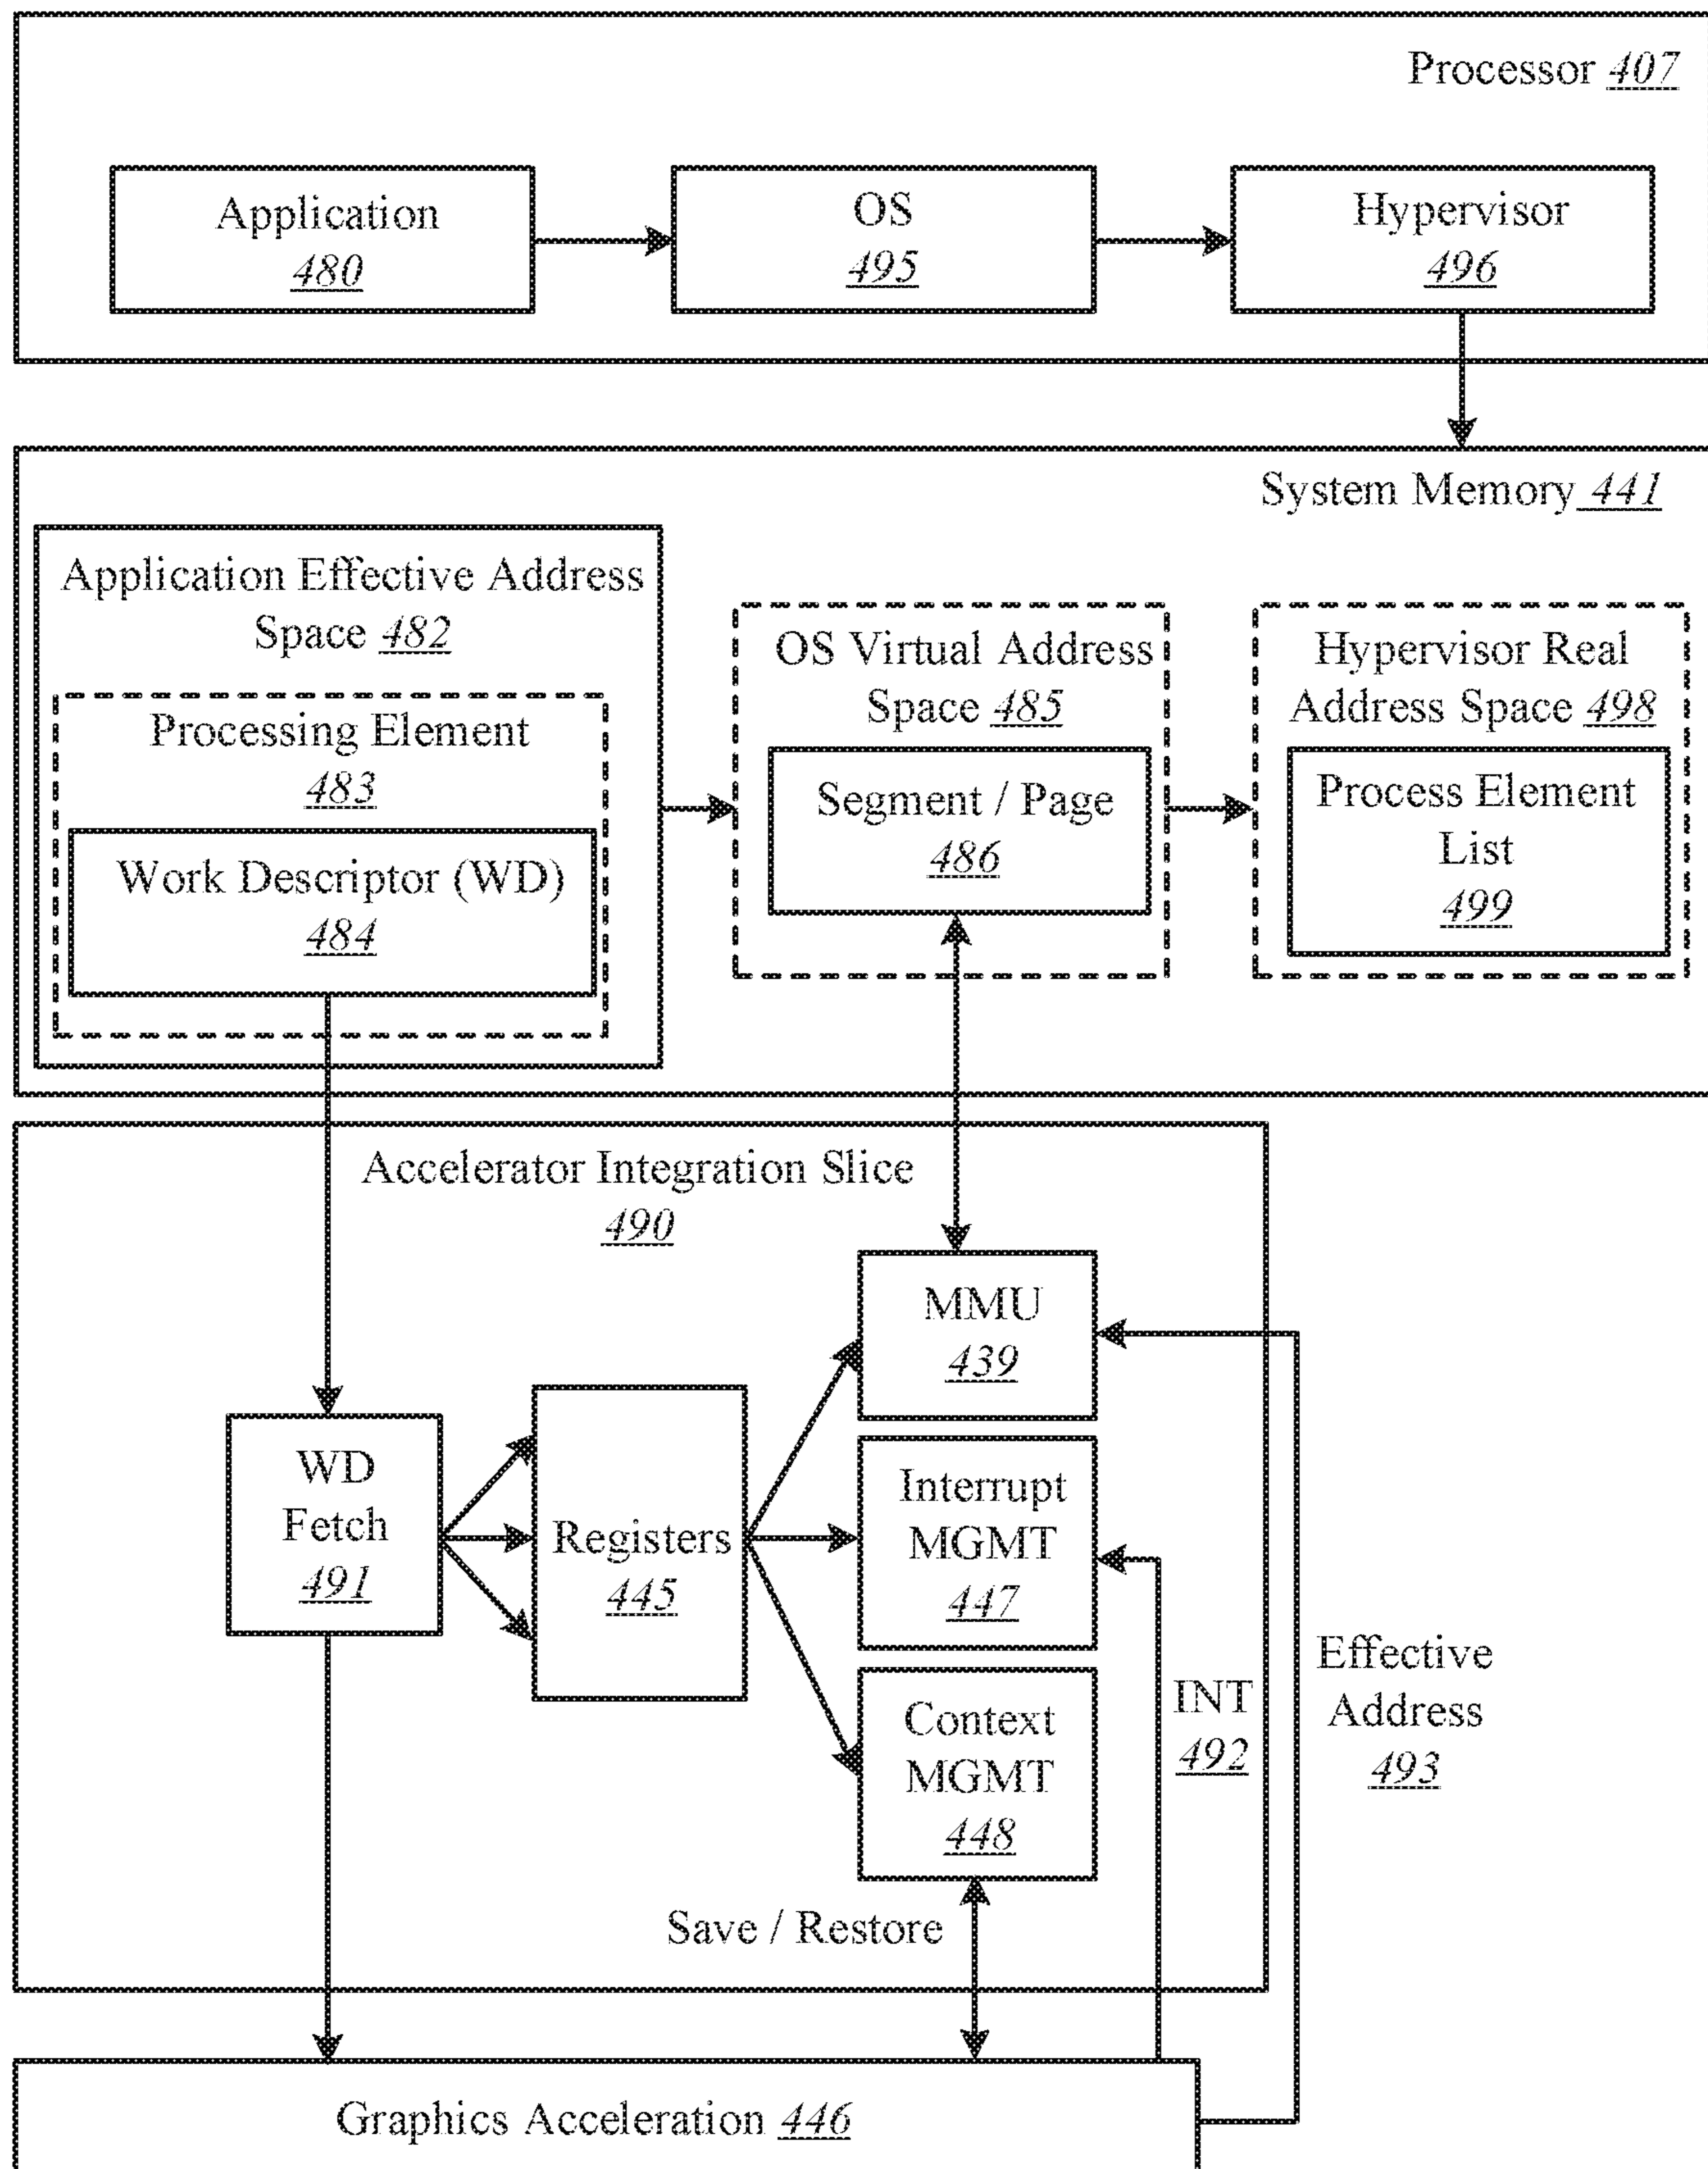 Processor 407
Application
480
OS
495
Hypervisor
496
System Memory 441
Application Effective Address
Space 482
Processing Element
483
Work Descriptor (WD)
484
OS Virtual Address
Space 485
Segment / Page
486
Hypervisor Real
Address Space 498
Process Element
List
499
Accelerator Integration Slice
490
MMU
439
WD
Fetch
491
Registers
445
Interrupt
MGMT
447
Context
MGMT
448
INT
492
Effective
Address
493
Save / Restore
Graphics Acceleration 446